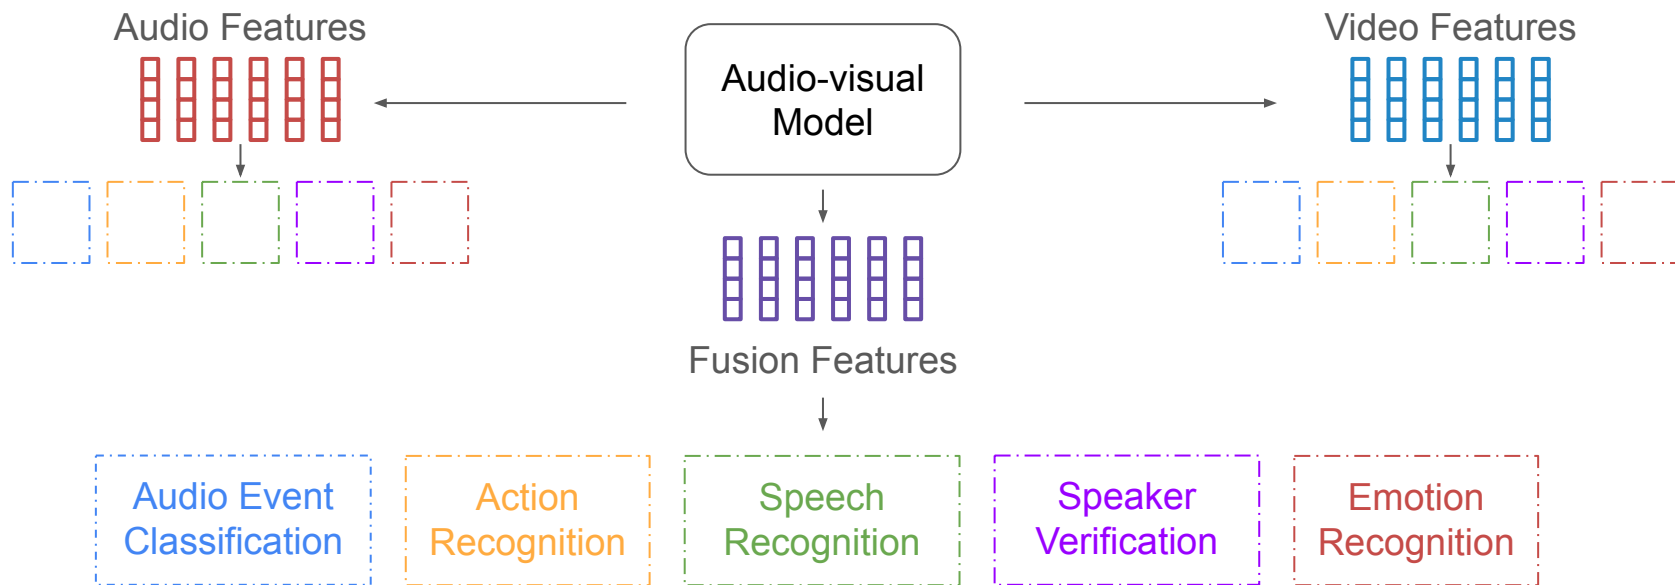 Audio Features
Audio-visual
Model
Video Features
Fusion Features
Audio Event
Classification
Action
Recognition
Speech
Recognition
Speaker
Verification
Emotion
Recognition